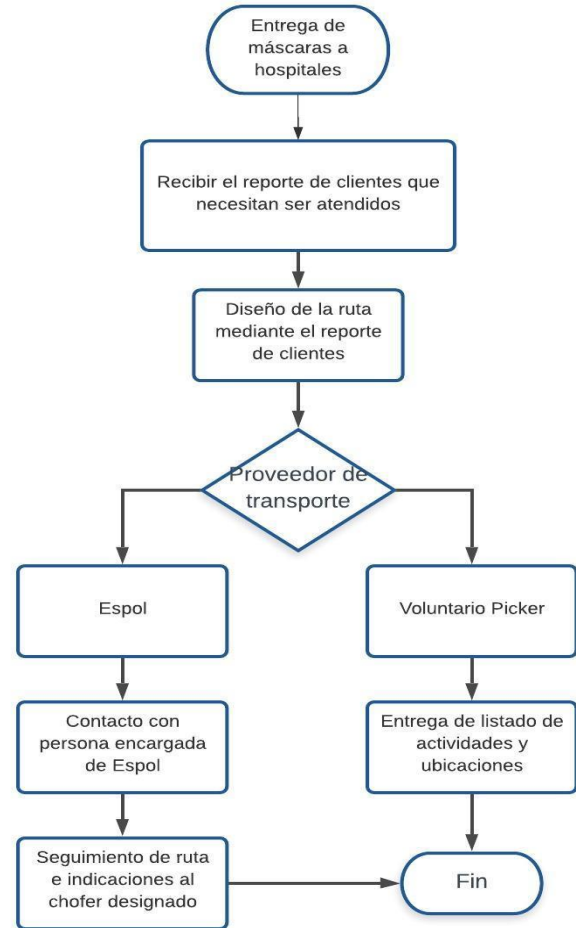 Entrega de
máscaras a
hospitales
Recibir el reporte de clientes que
necesitan ser atendidos
Diseño de la ruta
mediante el reporte
de clientes
Proveedor de
transporte
Espol
Voluntario Picker
Contacto con
persona encargada
de Espol
Entrega de listado de
actividades y
ubicaciones
Seguimiento de ruta
e indicaciones al
chofer designado
Fin